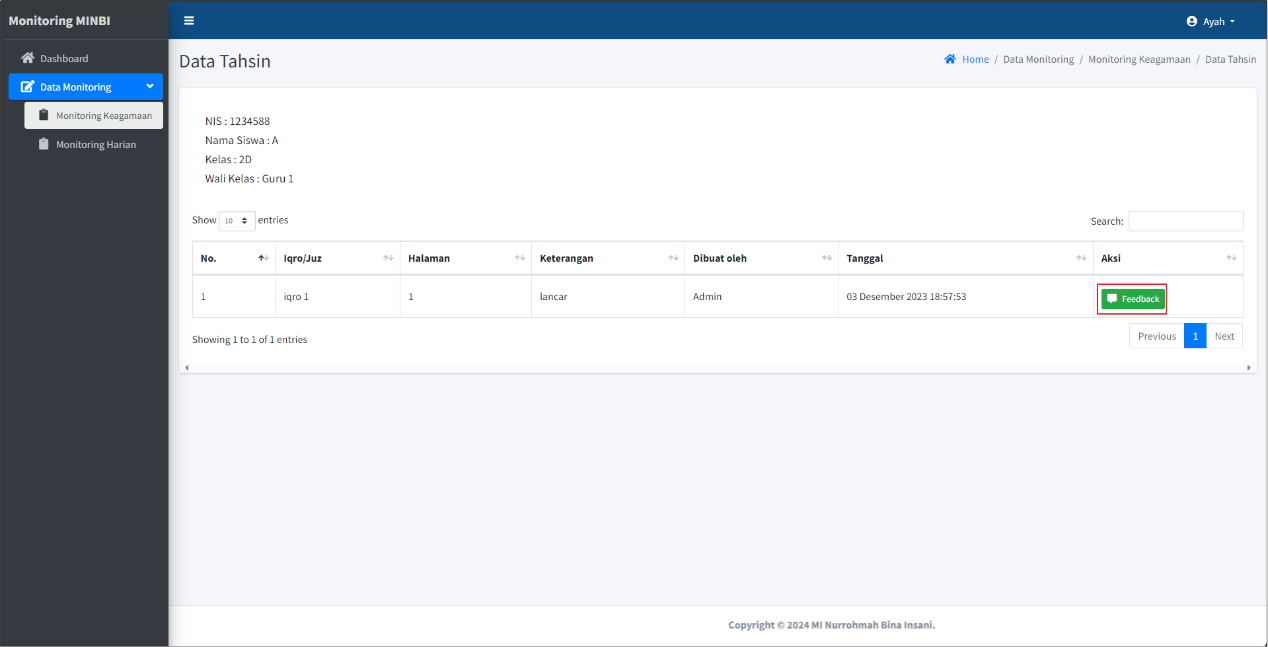 Monitoring MINBI
Ayah
Dashboard
Data Monitoring
Monitoring Keagamaan
Monitoring Harian
Data Tahsin
Home / Data Monitoring / Monitoring Keagamaan / Data Tahsin
NIS : 1234588
Nama Siswa : A
Kelas : 2D
Wali Kelas : Guru 1
Show 10 entries
Search:
No. Iqro/Juz Halaman Keterangan Dibuat oleh Tanggal Aksi
1 iqro 1 1 lancar Admin 03 Desember 2023 18:57:53 Feedback
Showing 1 to 1 of 1 entries
Previous 1 Next
Copyright © 2024 MI Nurrohmah Bina Insani.